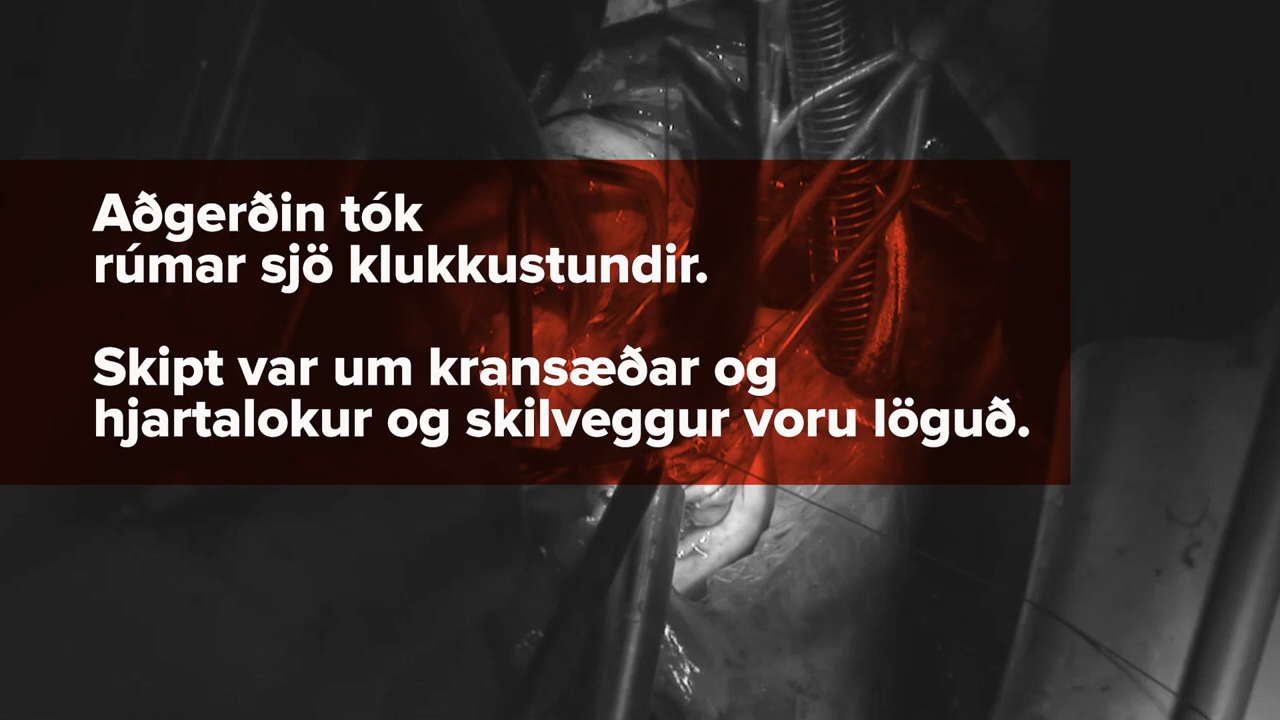 Aðgerðin tók
rúmar sjö klukkustundir.
Skipt var um kransæðar og
hjartalokur og skilveggur voru löguð.